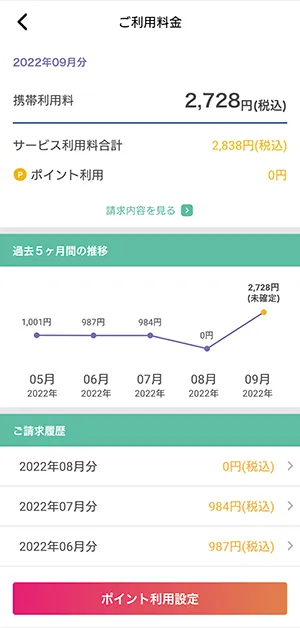 ご利用料金
2022年09月分
携帯利用料 2,728円(税込)
サービス利用料合計 2,838円(税込)
P ポイント利用 0円
請求内容を見る
過去5ヶ月間の推移
2,728円
(未確定)
1,001円 987円 984円 0円
05月 06月 07月 08月 09月
2022年 2022年 2022年 2022年 2022年
ご請求履歴
2022年08月分 0円(税込)
2022年07月分 984円(税込)
2022年06月分 987円(税込)
ポイント利用設定